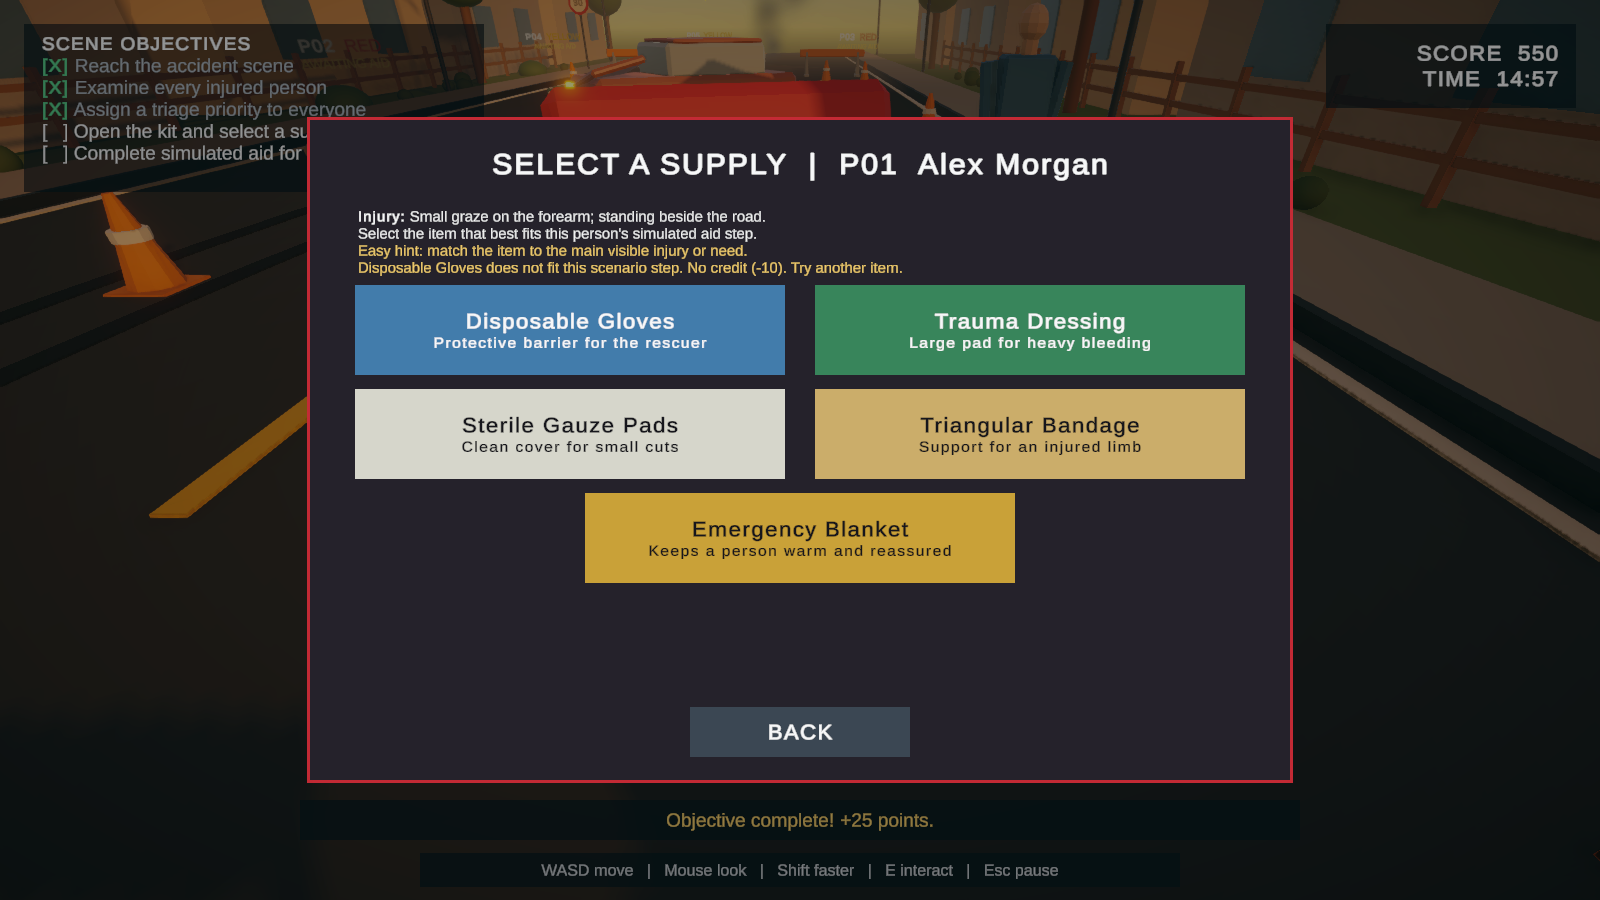 SCENE OBJECTIVES
[X] Reach the accident scene
[X] Examine every injured person
[X] Assign a triage priority to everyone
[ ] Open the kit and select a su
[ ] Complete simulated aid for
P02 RED
P04
P03 RED
90
SCORE 550
TIME 14:57
SELECT A SUPPLY | P01 Alex Morgan
Injury: Small graze on the forearm; standing beside the road.
Select the item that best fits this person's simulated aid step.
Easy hint: match the item to the main visible injury or need.
Disposable Gloves does not fit this scenario step. No credit (-10). Try another item.
Disposable Gloves
Protective barrier for the rescuer
Trauma Dressing
Large pad for heavy bleeding
Sterile Gauze Pads
Clean cover for small cuts
Triangular Bandage
Support for an injured limb
Emergency Blanket
Keeps a person warm and reassured
BACK
Objective complete! +25 points.
WASD move | Mouse look | Shift faster | E interact | Esc pause